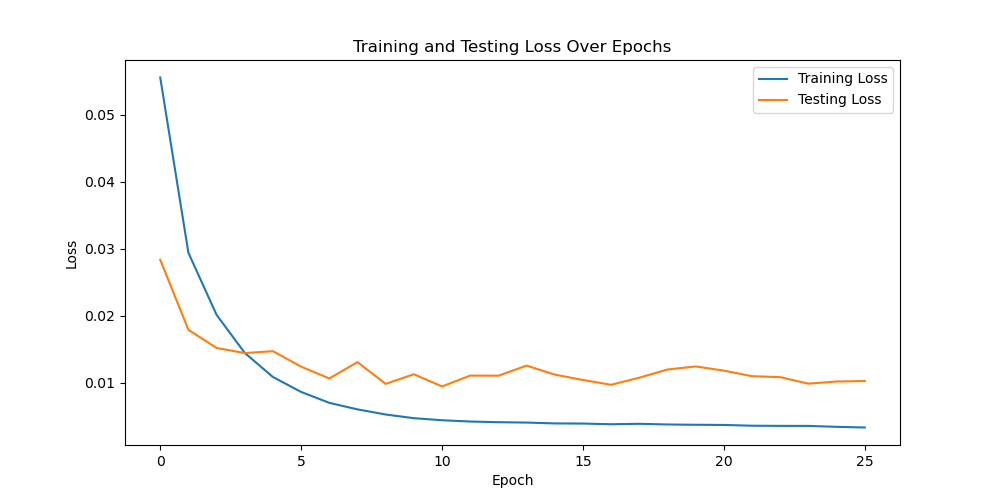 Training and Testing Loss Over Epochs
Training Loss
Testing Loss
0.05
0.04
0.03
0.02
0.01
Loss
0 5 10 15 20 25
Epoch